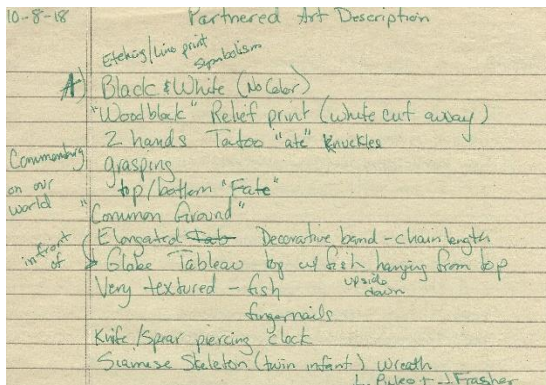 10-8-18 Partnered Art Description
Etching/Lino print
Symbolism
A) Black & White (No Color)
"Woodblock" Relief print (white cut away)
2 hands Tatoo "ate" knuckles
grasping
top/bottom "Fate"
Commentary
on our
world
"Common Ground"
Elongated Decorative band - chain length
in front
of
Globe Tableau top w/ fish hanging from top
upside
down
Very textured - fish
fingernails
Knife/Spear piercing clock
Siamese Skeleton (twin infant) Wreath
J. Frasher